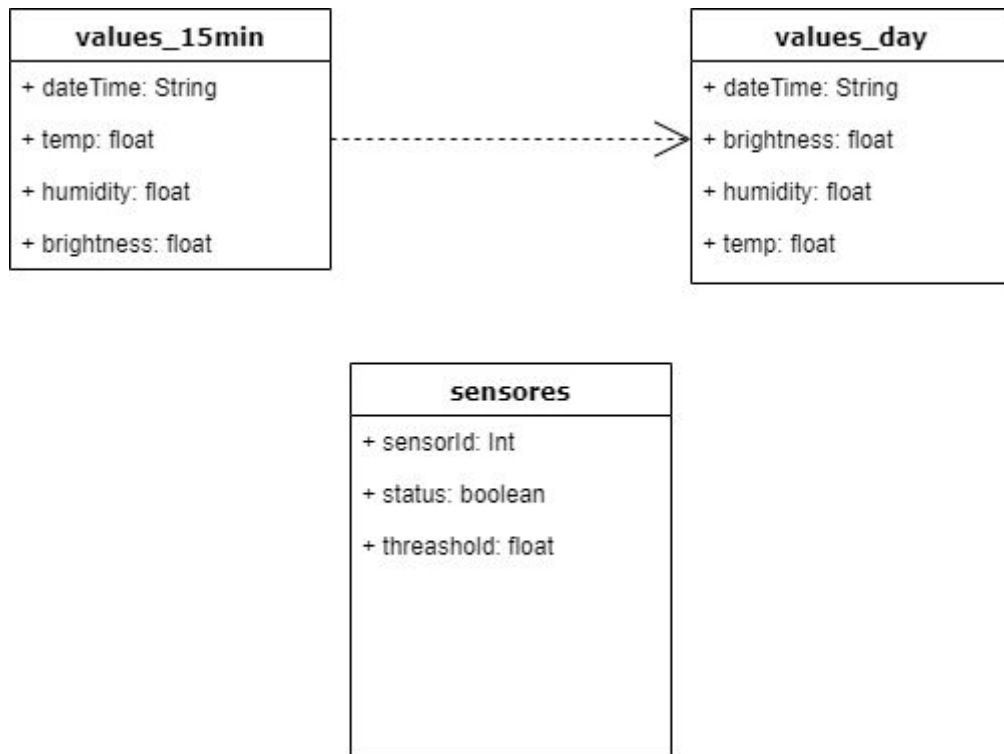 values_15min
+ dateTime: String
+ temp: float
+ humidity: float
+ brightness: float
values_day
+ dateTime: String
+ brightness: float
+ humidity: float
+ temp: float
sensores
+ sensorId: Int
+ status: boolean
+ threashold: float